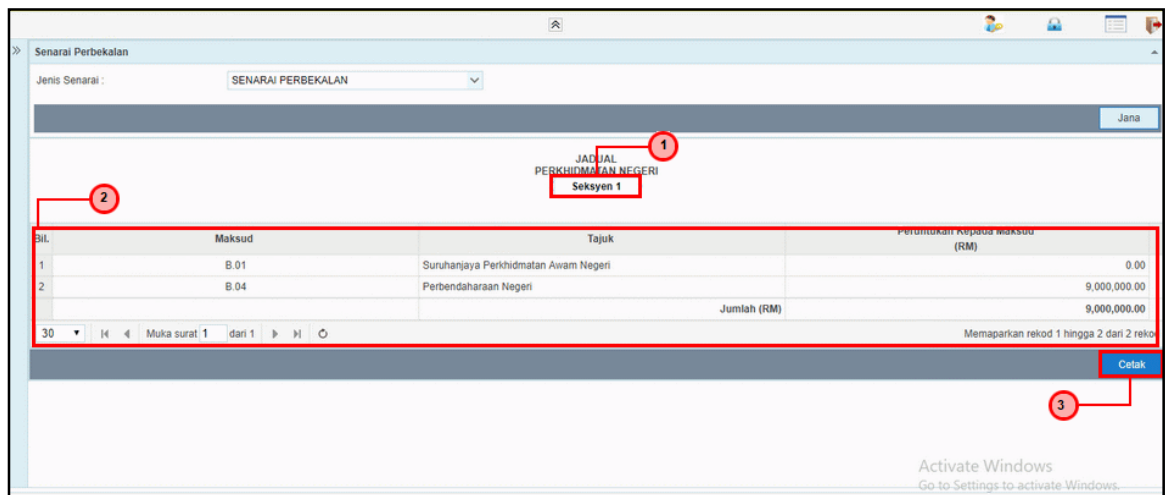 Senarai Perbekalan
Jenis Senarai : SENARAI PERBEKALAN
Jana
1
JADUAL
PERKHIDMATAN NEGERI
Seksyen 1
2
Bil. Maksud Tajuk Peruntukan Kepada Maksud (RM)
1 B.01 Suruhanjaya Perkhidmatan Awam Negeri 0.00
2 B.04 Perbendaharaan Negeri 9,000,000.00
Jumlah (RM) 9,000,000.00
30 Muka surat 1 dari 1 Memaparkan rekod 1 hingga 2 dari 2 rekod
Cetak
3
Activate Windows
Go to Settings to activate Windows.